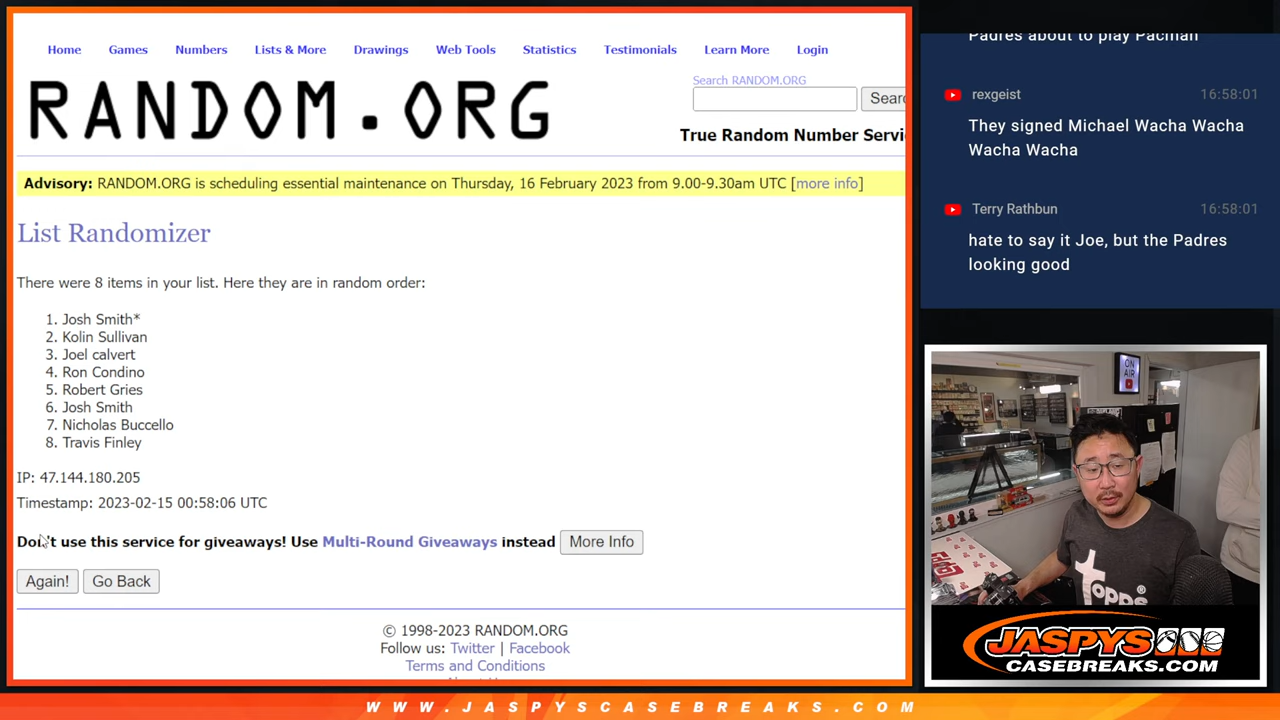 Home Games Numbers Lists & More Drawings Web Tools Statistics Testimonials Learn More Login
RANDOM.ORG
Search RANDOM.ORG
Searc
True Random Number Servi
Advisory: RANDOM.ORG is scheduling essential maintenance on Thursday, 16 February 2023 from 9.00-9.30am UTC [more info]
List Randomizer
There were 8 items in your list. Here they are in random order:
1. Josh Smith*
2. Kolin Sullivan
3. Joel calvert
4. Ron Condino
5. Robert Gries
6. Josh Smith
7. Nicholas Buccello
8. Travis Finley
IP: 47.144.180.205
Timestamp: 2023-02-15 00:58:06 UTC
Don't use this service for giveaways! Use Multi-Round Giveaways instead More Info
Again! Go Back
© 1998-2023 RANDOM.ORG
Follow us: Twitter | Facebook
Terms and Conditions
Padres about to play Pacman
rexgeist 16:58:01
They signed Michael Wacha Wacha
Wacha Wacha
Terry Rathbun 16:58:01
hate to say it Joe, but the Padres
looking good
ON
AIR
topps
JASPYS
CASEBREAKS.COM
WWW.JASPYSCASEBREAKS.COM